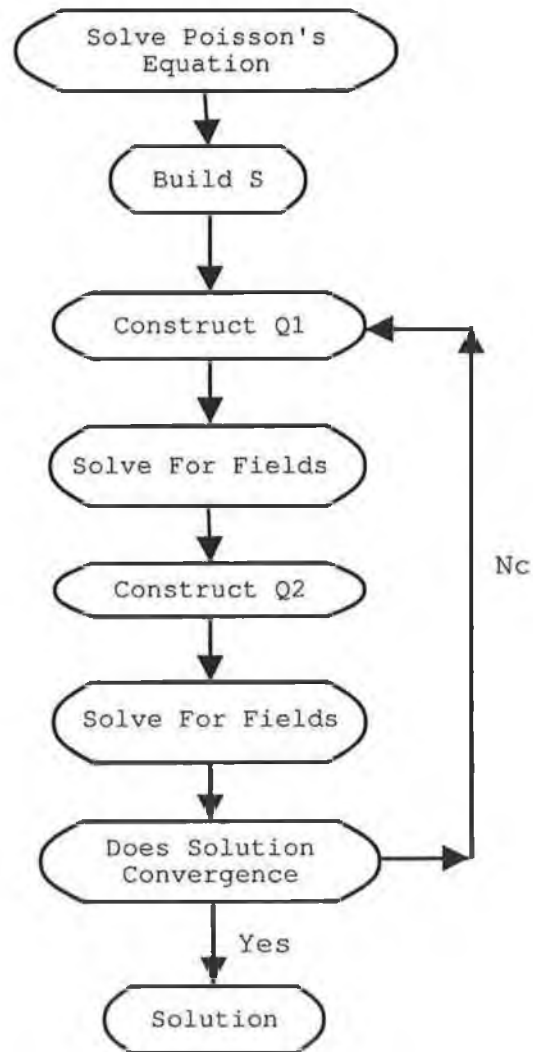 Solve Poisson's
Equation
Build S
Construct Q1
Solve For Fields
Construct Q2
Solve For Fields
Does Solution
Convergence
Nc
Yes
Solution